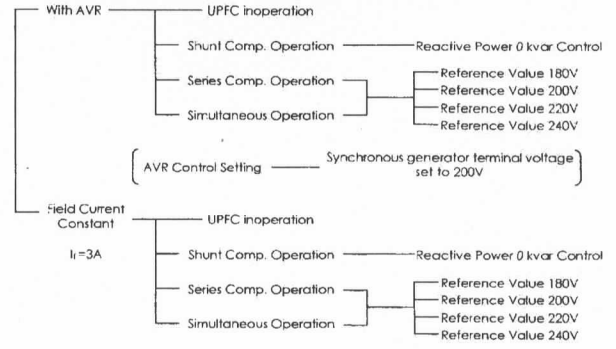 With AVR
UPFC inoperation
Shunt Comp. Operation
Reactive Power 0 kvar Control
Series Comp. Operation
Simultaneous Operation
Reference Value 180V
Reference Value 200V
Reference Value 220V
Reference Value 240V
AVR Control Setting
Synchronous generator terminal voltage
set to 200V
Field Current
Constant
If=3A
UPFC inoperation
Shunt Comp. Operation
Reactive Power 0 kvar Control
Series Comp. Operation
Simultaneous Operation
Reference Value 180V
Reference Value 200V
Reference Value 220V
Reference Value 240V